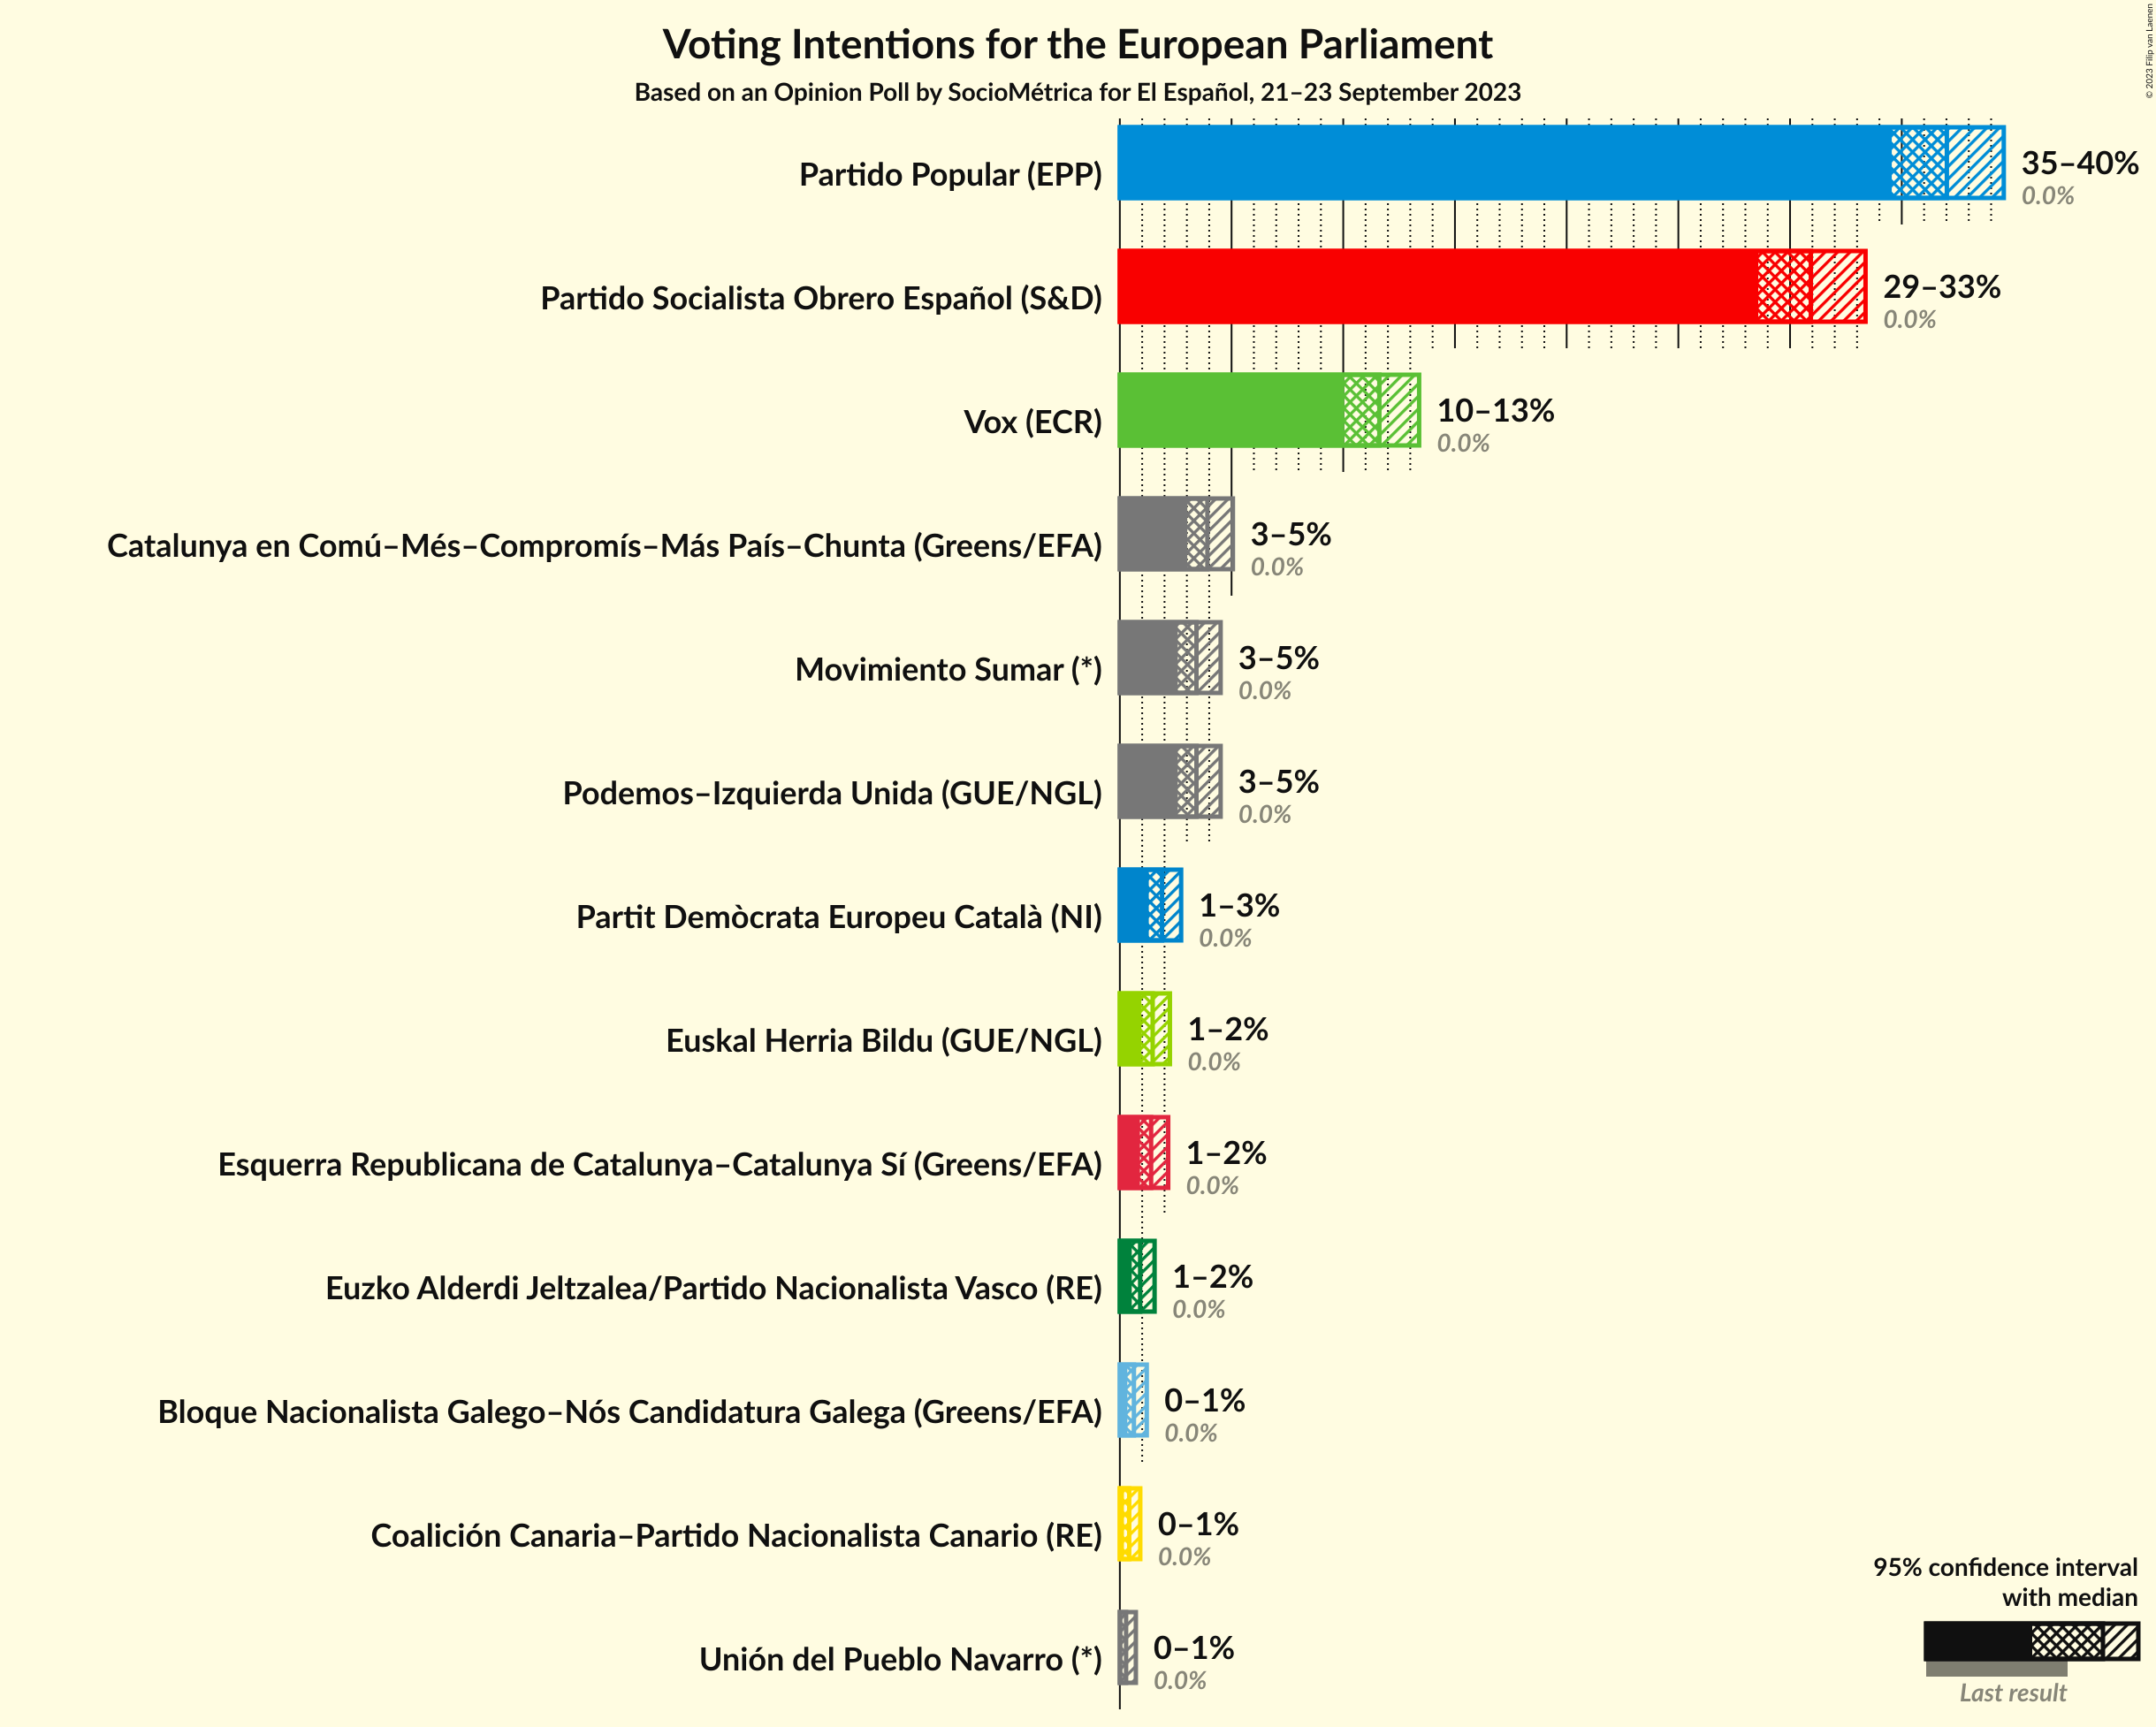 Voting Intentions for the European Parliament
Based on an Opinion Poll by SocioMétrica for El Español, 21–23 September 2023
© 2023 Filip van Laenen
Partido Popular (EPP)
35–40%
0.0%
Partido Socialista Obrero Español (S&D)
29–33%
0.0%
Vox (ECR)
10–13%
0.0%
Catalunya en Comú–Més–Compromís–Más País–Chunta (Greens/EFA)
3–5%
0.0%
Movimiento Sumar (*)
3–5%
0.0%
Podemos–Izquierda Unida (GUE/NGL)
3–5%
0.0%
Partit Demòcrata Europeu Català (NI)
1–3%
0.0%
Euskal Herria Bildu (GUE/NGL)
1–2%
0.0%
Esquerra Republicana de Catalunya–Catalunya Sí (Greens/EFA)
1–2%
0.0%
Euzko Alderdi Jeltzalea/Partido Nacionalista Vasco (RE)
1–2%
0.0%
Bloque Nacionalista Galego–Nós Candidatura Galega (Greens/EFA)
0–1%
0.0%
Coalición Canaria–Partido Nacionalista Canario (RE)
0–1%
0.0%
Unión del Pueblo Navarro (*)
0–1%
0.0%
95% confidence interval
with median
Last result